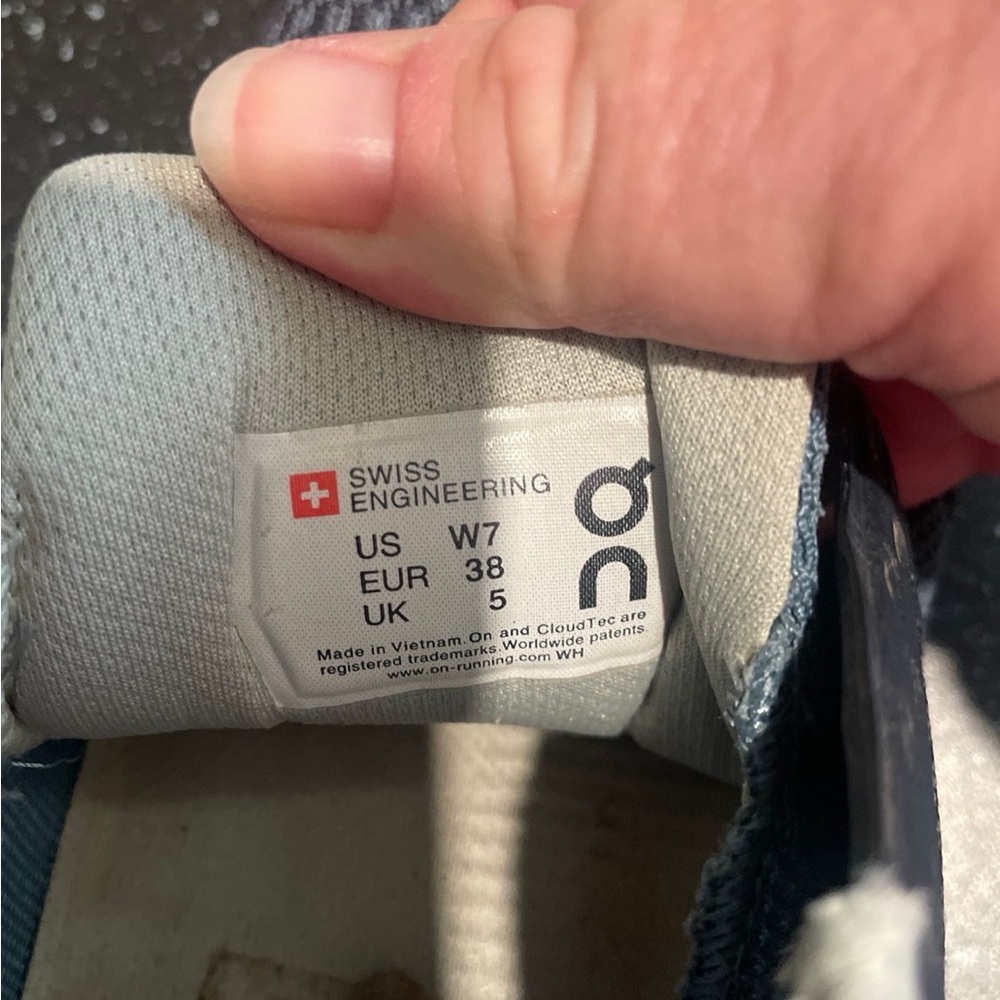 SWISS
ENGINEERING
US W7
EUR 38
UK 5
Made in Vietnam. On and CloudTec are
registered trademarks. Worldwide patents.
www.on-running.com WH
On